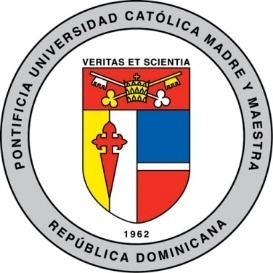 PONTIFICIA UNIVERSIDAD CATÓLICA MADRE Y MAESTRA
VERITAS ET SCIENTIA
1962
REPÚBLICA DOMINICANA